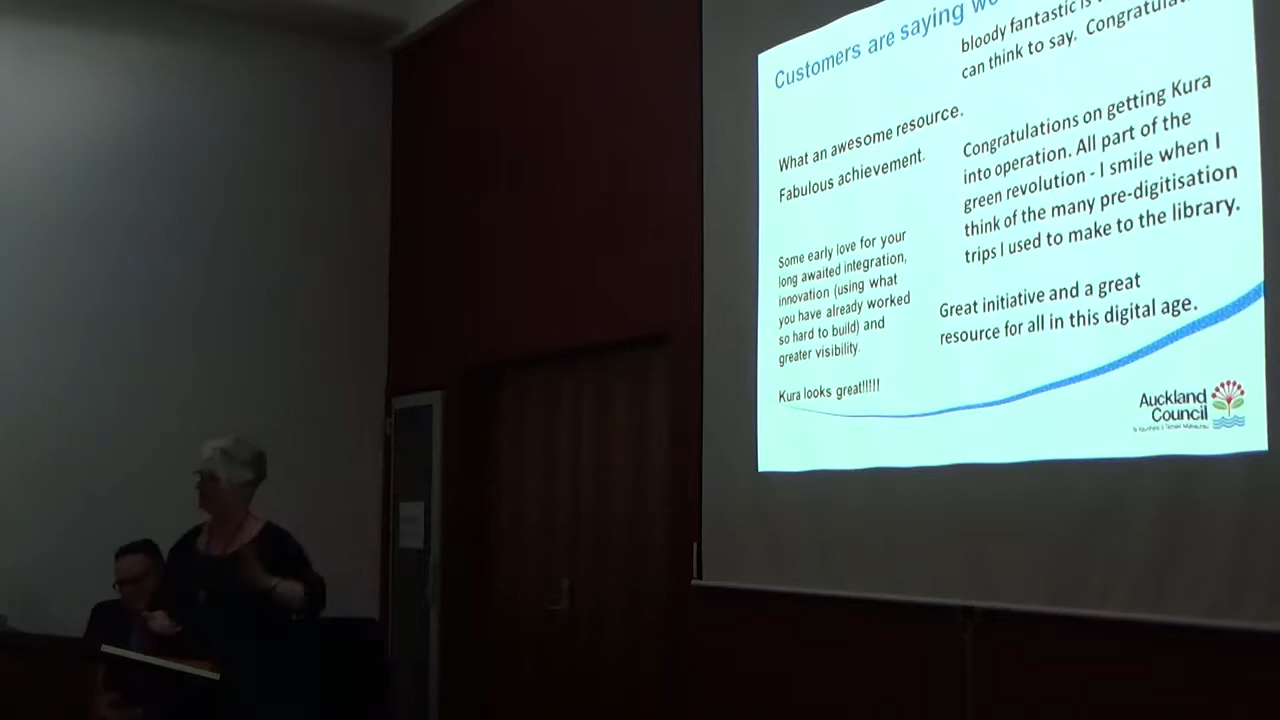 Customers are saying
bloody fantastic is
can think to say. Congratulat
What an awesome resource.
Fabulous achievement.
Congratulations on getting Kura
into operation. All part of the
green revolution - I smile when I
think of the many pre-digitisation
trips I used to make to the library.
Some early love for your
long awaited integration,
innovation (using what
you have already worked
so hard to build) and
greater visibility.
Kura looks great!!!!!
Great initiative and a great
resource for all in this digital age.
Auckland
Council